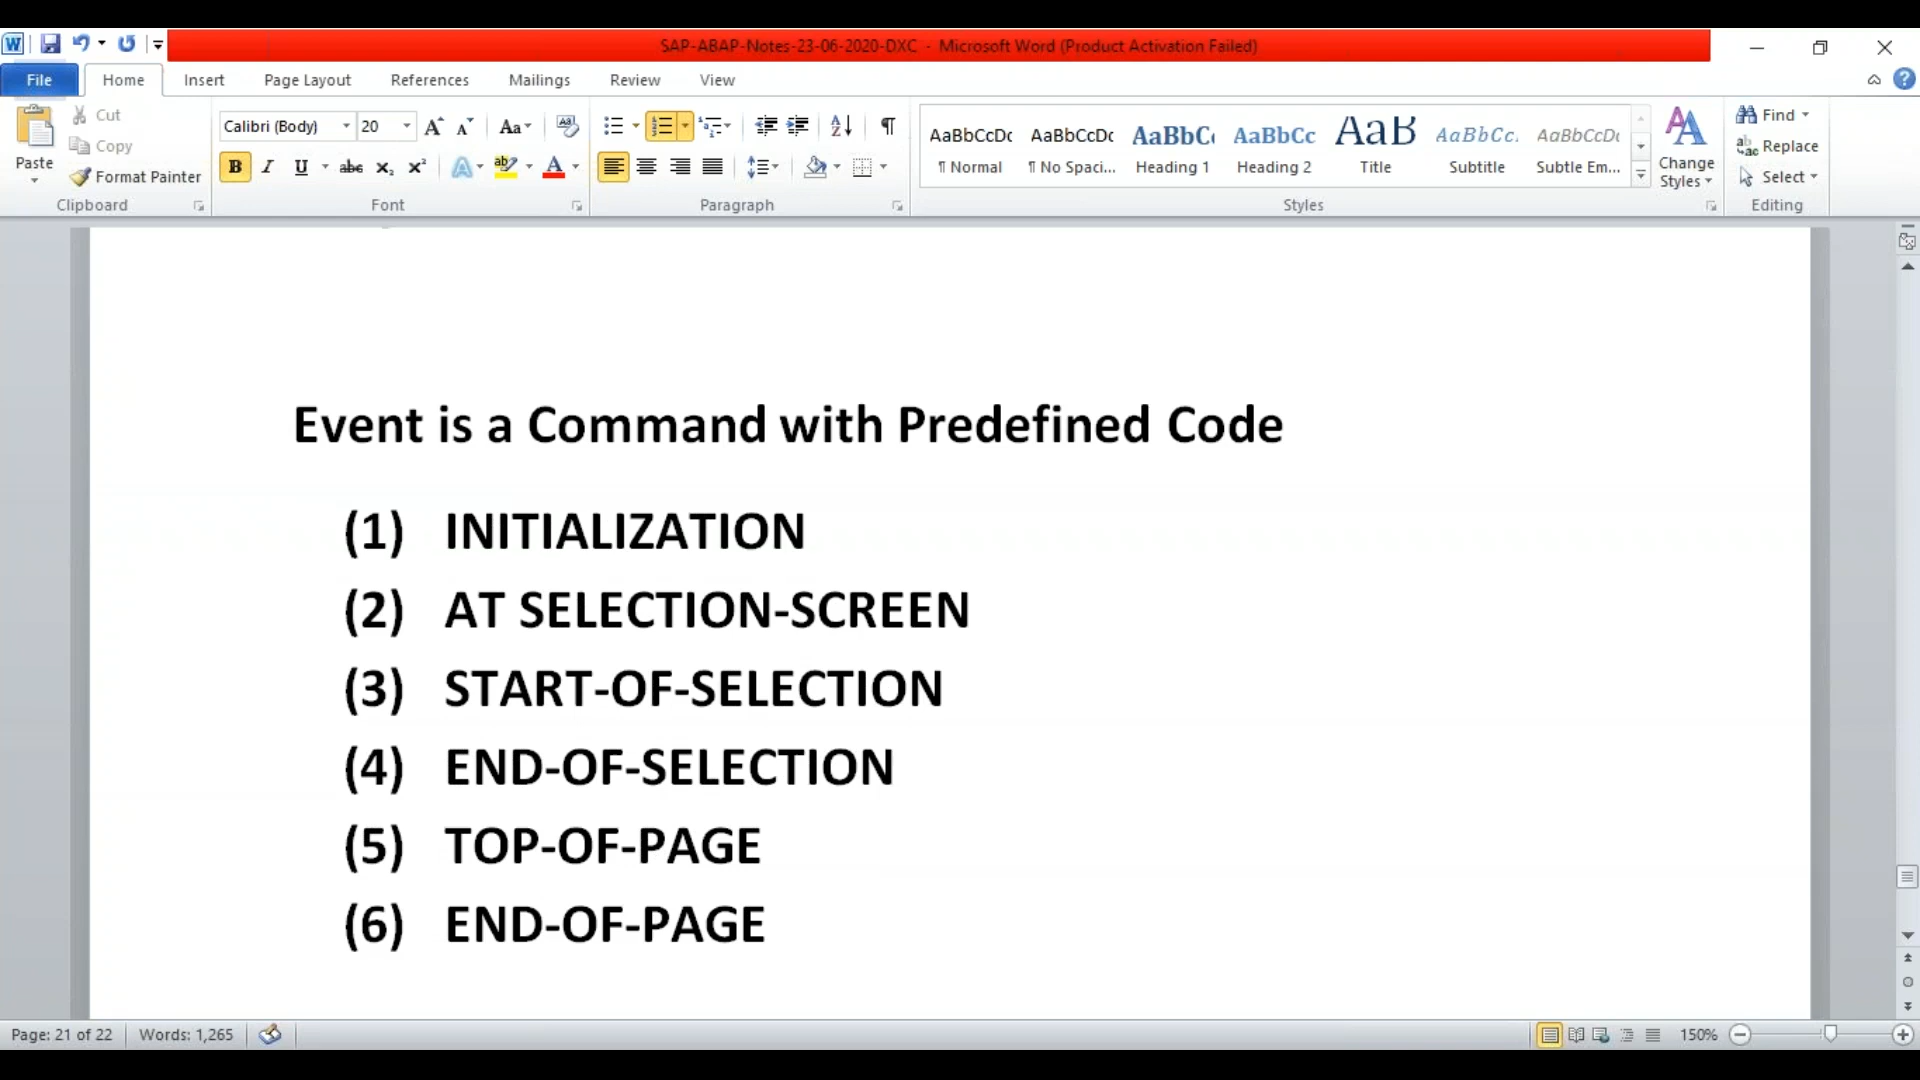 SAP-ABAP-Notes-23-06-2020-DXC - Microsoft Word (Product Activation Failed)
File Home Insert Page Layout References Mailings Review View
Paste
Cut
Copy
Format Painter
Clipboard
Calibri (Body) 20
Font
Paragraph
AaBbCcDc AaBbCcDc AaBbC AaBbCc AaB AaBbCc. AaBbCcDc
¶ Normal ¶ No Spaci... Heading 1 Heading 2 Title Subtitle Subtle Em...
Change Styles
Styles
Find
Replace
Select
Editing
Event is a Command with Predefined Code
(1) INITIALIZATION
(2) AT SELECTION-SCREEN
(3) START-OF-SELECTION
(4) END-OF-SELECTION
(5) TOP-OF-PAGE
(6) END-OF-PAGE
Page: 21 of 22 Words: 1,265 150%